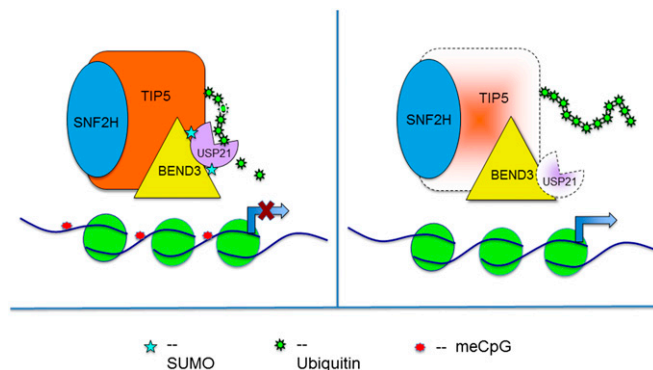 TIP5
SNF2H
USP21
BEND3
TIP5
SNF2H
BEND3
USP21
--
SUMO
--
Ubiquitin
-- meCpG